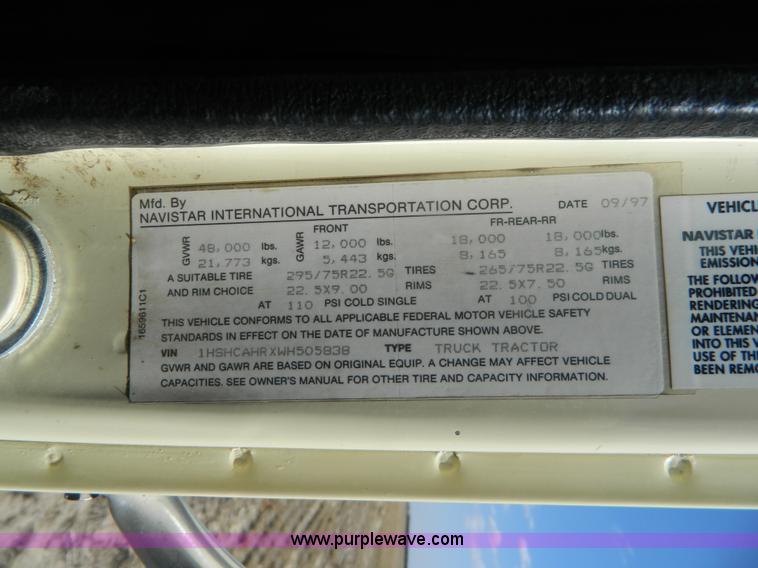 Mfd. By
NAVISTAR INTERNATIONAL TRANSPORTATION CORP. DATE 09/97
FRONT FR-REAR-RR
GVWR 48,000 lbs. GAWR 12,000 lbs. 18,000 18,000lbs.
21,773 kgs. 5,443 kgs. 8,165 8,165kgs.
A SUITABLE TIRE 295/75R22.5G TIRES 265/75R22.5G TIRES
AND RIM CHOICE 22.5X9.00 RIMS 22.5X7.50 RIMS
AT 110 PSI COLD SINGLE AT 100 PSI COLD DUAL
THIS VEHICLE CONFORMS TO ALL APPLICABLE FEDERAL MOTOR VEHICLE SAFETY
STANDARDS IN EFFECT ON THE DATE OF MANUFACTURE SHOWN ABOVE.
VIN 1HSHCAHRXWH505838 TYPE TRUCK TRACTOR
GVWR AND GAWR ARE BASED ON ORIGINAL EQUIP. A CHANGE MAY AFFECT VEHICLE
CAPACITIES. SEE OWNER'S MANUAL FOR OTHER TIRE AND CAPACITY INFORMATION.
1659611C1
VEHICL
NAVISTAR
THIS VEHI
EMISSION
THE FOLLOW
PROHIBITED
RENDERING
MAINTENAN
OR ELEMEN
INTO THIS V
USE OF THE
BEEN REMO
www.purplewave.com